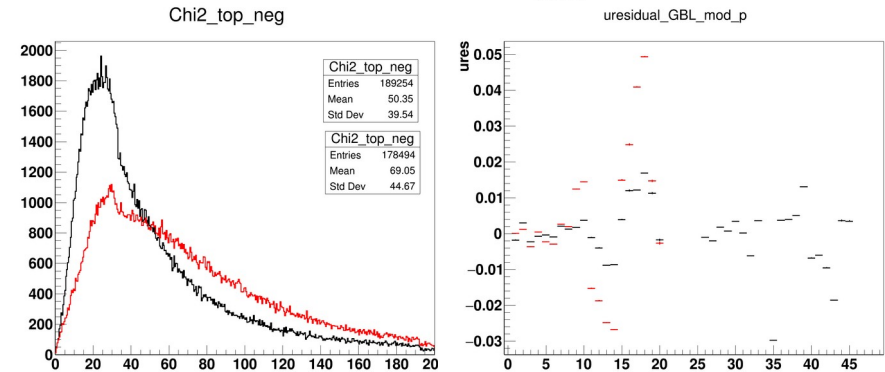 Chi2_top_neg
2000
1800
1600
1400
1200
1000
800
600
400
200
0
0 20 40 60 80 100 120 140 160 180 20
Chi2_top_neg
Entries 189254
Mean 50.35
Std Dev 39.54
Chi2_top_neg
Entries 178494
Mean 69.05
Std Dev 44.67
uresidual_GBL_mod_p
ures
0.05
0.04
0.03
0.02
0.01
0
−0.01
−0.02
−0.03
0 5 10 15 20 25 30 35 40 45